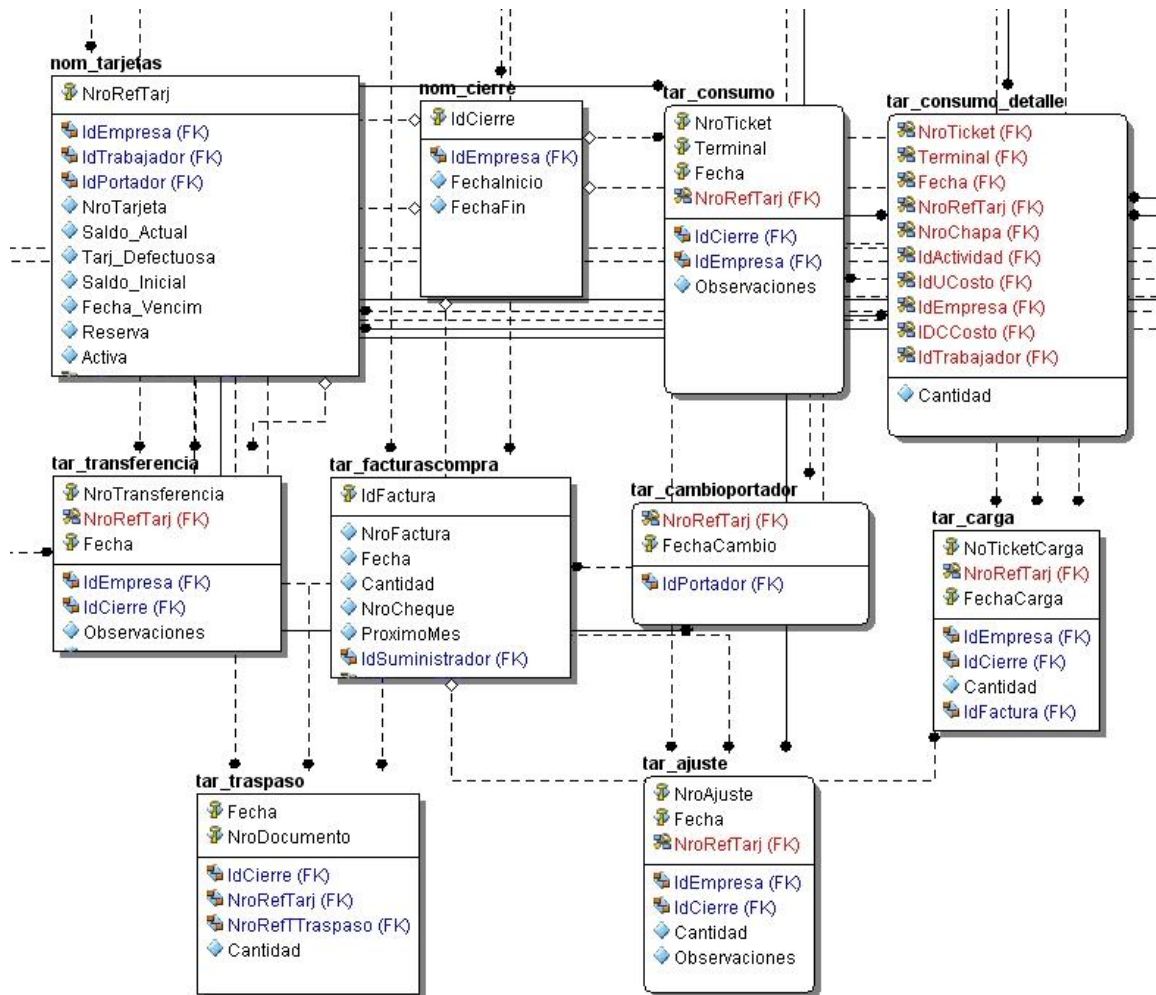 nom_tarjetas
NroRefTarj
IdEmpresa (FK)
IdTrabajador (FK)
IdPortador (FK)
NroTarjeta
Saldo_Actual
Tarj_Defectuosa
Saldo_Inicial
Fecha_Vencim
Reserva
Activa
nom_cierre
IdCierre
IdEmpresa (FK)
FechaInicio
FechaFin
tar_consumo
NroTicket
Terminal
Fecha
NroRefTarj (FK)
IdCierre (FK)
IdEmpresa (FK)
Observaciones
tar_consumo_detalle
NroTicket (FK)
Terminal (FK)
Fecha (FK)
NroRefTarj (FK)
NroChapa (FK)
IdActividad (FK)
IdUCosto (FK)
IdEmpresa (FK)
IDCCosto (FK)
IdTrabajador (FK)
Cantidad
tar_transferencia
NroTransferencia
NroRefTarj (FK)
Fecha
IdEmpresa (FK)
IdCierre (FK)
Observaciones
tar_facturascompra
IdFactura
NroFactura
Fecha
Cantidad
NroCheque
ProximoMes
IdSuministrador (FK)
tar_cambioportador
NroRefTarj (FK)
FechaCambio
IdPortador (FK)
tar_carga
NoTicketCarga
NroRefTarj (FK)
FechaCarga
IdEmpresa (FK)
IdCierre (FK)
Cantidad
IdFactura (FK)
tar_traspaso
Fecha
NroDocumento
IdCierre (FK)
NroRefTarj (FK)
NroRefTTraspaso (FK)
Cantidad
tar_ajuste
NroAjuste
Fecha
NroRefTarj (FK)
IdEmpresa (FK)
IdCierre (FK)
Cantidad
Observaciones